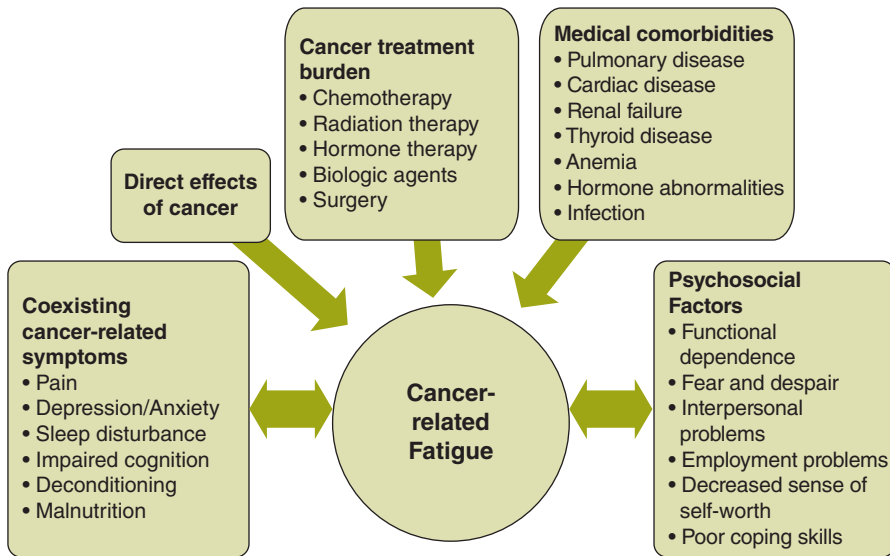 Cancer treatment
burden
• Chemotherapy
• Radiation therapy
• Hormone therapy
• Biologic agents
• Surgery
Medical comorbidities
• Pulmonary disease
• Cardiac disease
• Renal failure
• Thyroid disease
• Anemia
• Hormone abnormalities
• Infection
Direct effects
of cancer
Coexisting
cancer-related
symptoms
• Pain
• Depression/Anxiety
• Sleep disturbance
• Impaired cognition
• Deconditioning
• Malnutrition
Cancer-
related
Fatigue
Psychosocial
Factors
• Functional
dependence
• Fear and despair
• Interpersonal
problems
• Employment problems
• Decreased sense of
self-worth
• Poor coping skills